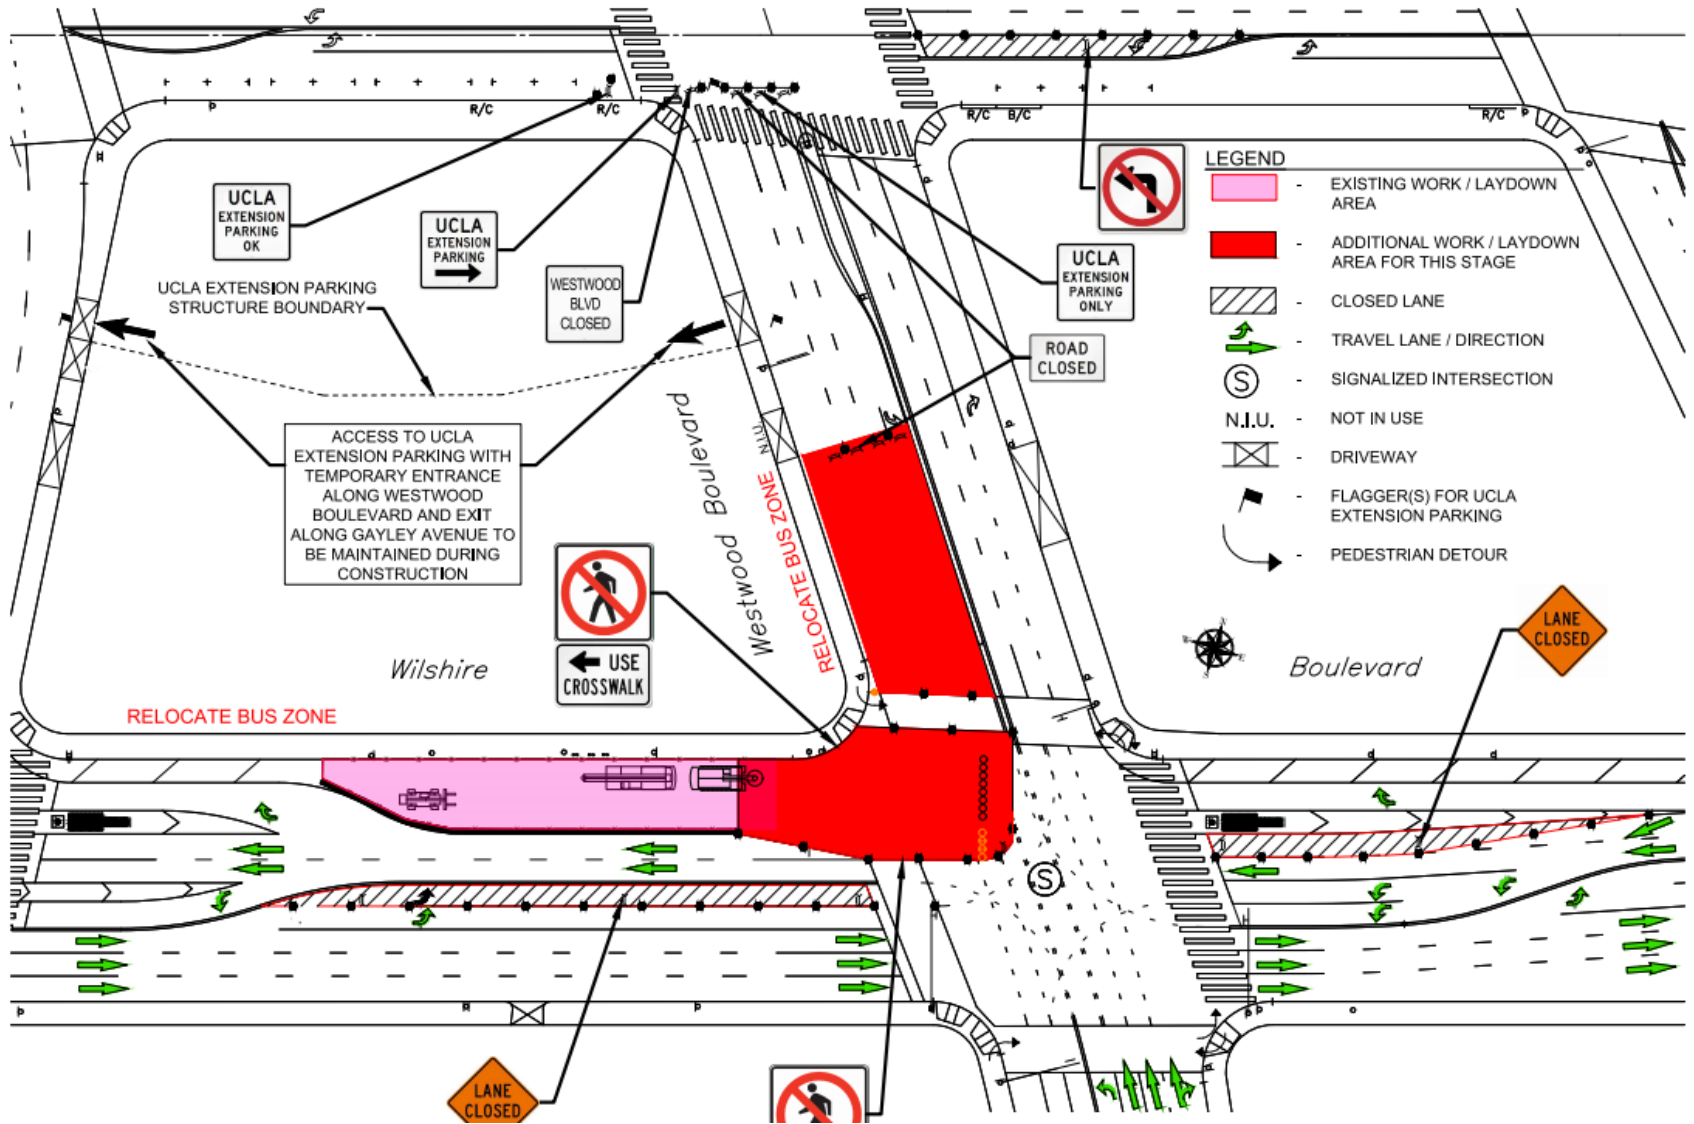 R/C
R/C
R/C
B/C
R/C
UCLA
EXTENSION
PARKING
OK
UCLA
EXTENSION
PARKING
WESTWOOD
BLVD
CLOSED
UCLA
EXTENSION
PARKING
ONLY
ROAD
CLOSED
UCLA EXTENSION PARKING
STRUCTURE BOUNDARY
ACCESS TO UCLA
EXTENSION PARKING WITH
TEMPORARY ENTRANCE
ALONG WESTWOOD
BOULEVARD AND EXIT
ALONG GAYLEY AVENUE TO
BE MAINTAINED DURING
CONSTRUCTION
LEGEND
- EXISTING WORK / LAYDOWN
AREA
- ADDITIONAL WORK / LAYDOWN
AREA FOR THIS STAGE
- CLOSED LANE
- TRAVEL LANE / DIRECTION
S - SIGNALIZED INTERSECTION
N.I.U. - NOT IN USE
- DRIVEWAY
- FLAGGER(S) FOR UCLA
EXTENSION PARKING
- PEDESTRIAN DETOUR
N.I.U.
Westwood Boulevard
RELOCATE BUS ZONE
USE
CROSSWALK
Wilshire
Boulevard
LANE
CLOSED
RELOCATE BUS ZONE
S
LANE
CLOSED